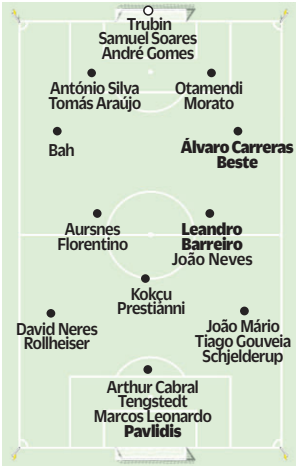 Trubin
Samuel Soares
André Gomes
António Silva
Tomás Araújo
Otamendi
Morato
Bah
Álvaro Carreras
Beste
Aursnes
Florentino
Leandro
Barreiro
João Neves
Kokçu
Prestianni
David Neres
Rollheiser
João Mário
Tiago Gouveia
Schjelderup
Arthur Cabral
Tengstedt
Marcos Leonardo
Pavlidis